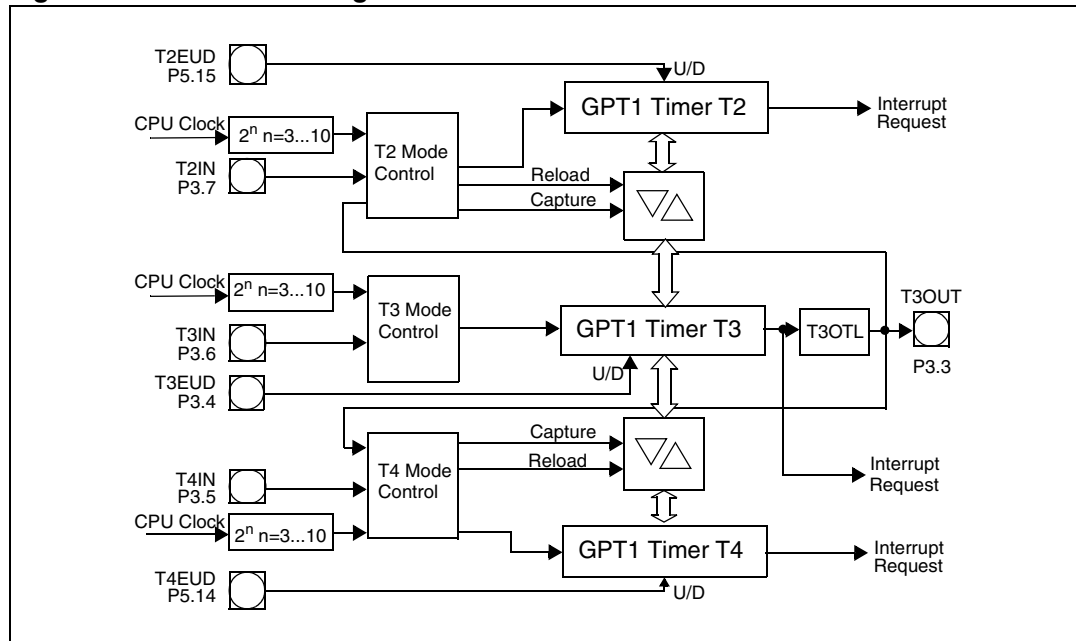 T2EUD
P5.15
U/D
CPU Clock
2ⁿ n=3...10
GPT1 Timer T2
Interrupt
Request
T2 Mode
Control
T2IN
P3.7
Reload
Capture
CPU Clock
2ⁿ n=3...10
T3 Mode
Control
T3IN
P3.6
GPT1 Timer T3
T3OTL
T3OUT
P3.3
T3EUD
P3.4
U/D
Capture
Reload
T4 Mode
Control
T4IN
P3.5
Interrupt
Request
CPU Clock
2ⁿ n=3...10
GPT1 Timer T4
Interrupt
Request
T4EUD
P5.14
U/D